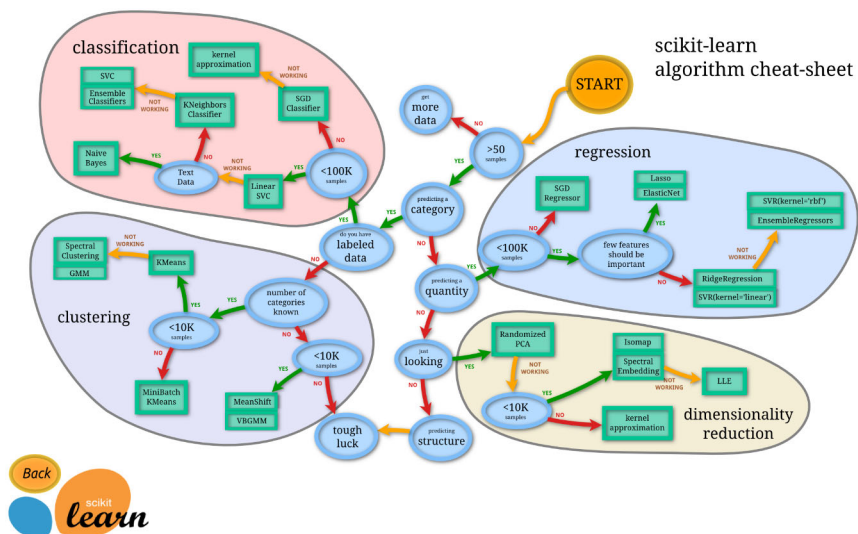 scikit-learn
algorithm cheat-sheet
START
classification
kernel
approximation
NOT
WORKING
SVC
Ensemble
Classifiers
NOT
WORKING
KNeighbors
Classifier
SGD
Classifier
NO
YES
Naive
Bayes
YES
Text
Data
NO
NOT
WORKING
Linear
SVC
YES
<100K
samples
YES
get
more
data
NO
>50
samples
YES
predicting a
category
YES
NO
do you have
labeled
data
NO
predicting a
quantity
YES
NO
regression
SGD
Regressor
NO
<100K
samples
YES
Lasso
ElasticNet
YES
few features
should be
important
NO
SVR(kernel='rbf')
EnsembleRegressors
NOT
WORKING
RidgeRegression
SVR(kernel='linear')
clustering
Spectral
Clustering
GMM
NOT
WORKING
KMeans
YES
<10K
samples
NO
YES
number of
categories
known
NO
MiniBatch
KMeans
<10K
samples
YES
NO
MeanShift
VBGMM
tough
luck
just
looking
YES
NO
predicting
structure
Randomized
PCA
NOT
WORKING
<10K
samples
YES
NO
Isomap
Spectral
Embedding
NOT
WORKING
LLE
kernel
approximation
dimensionality
reduction
Back
scikit
learn